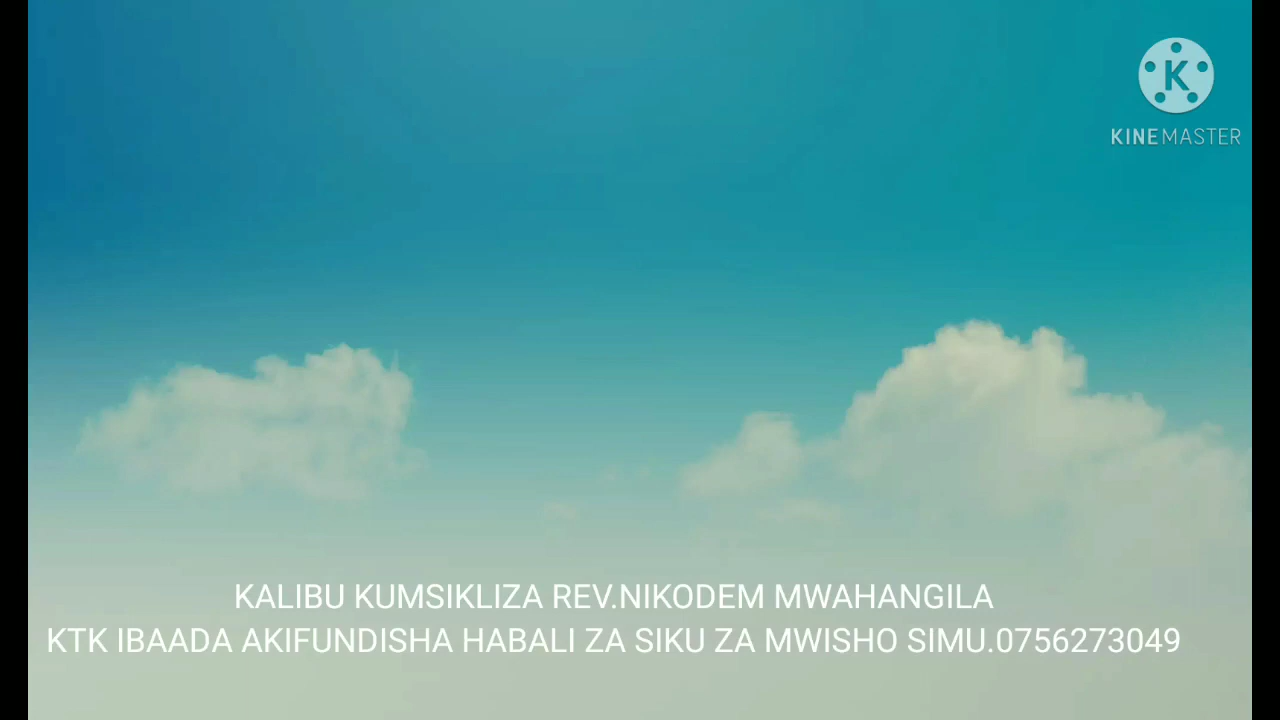 K
KINEMASTER
KALIBU KUMSIKLIZA REV.NIKODEM MWAHANGILA
KTK IBAADA AKIFUNDISHA HABALI ZA SIKU ZA MWISHO SIMU.0756273049